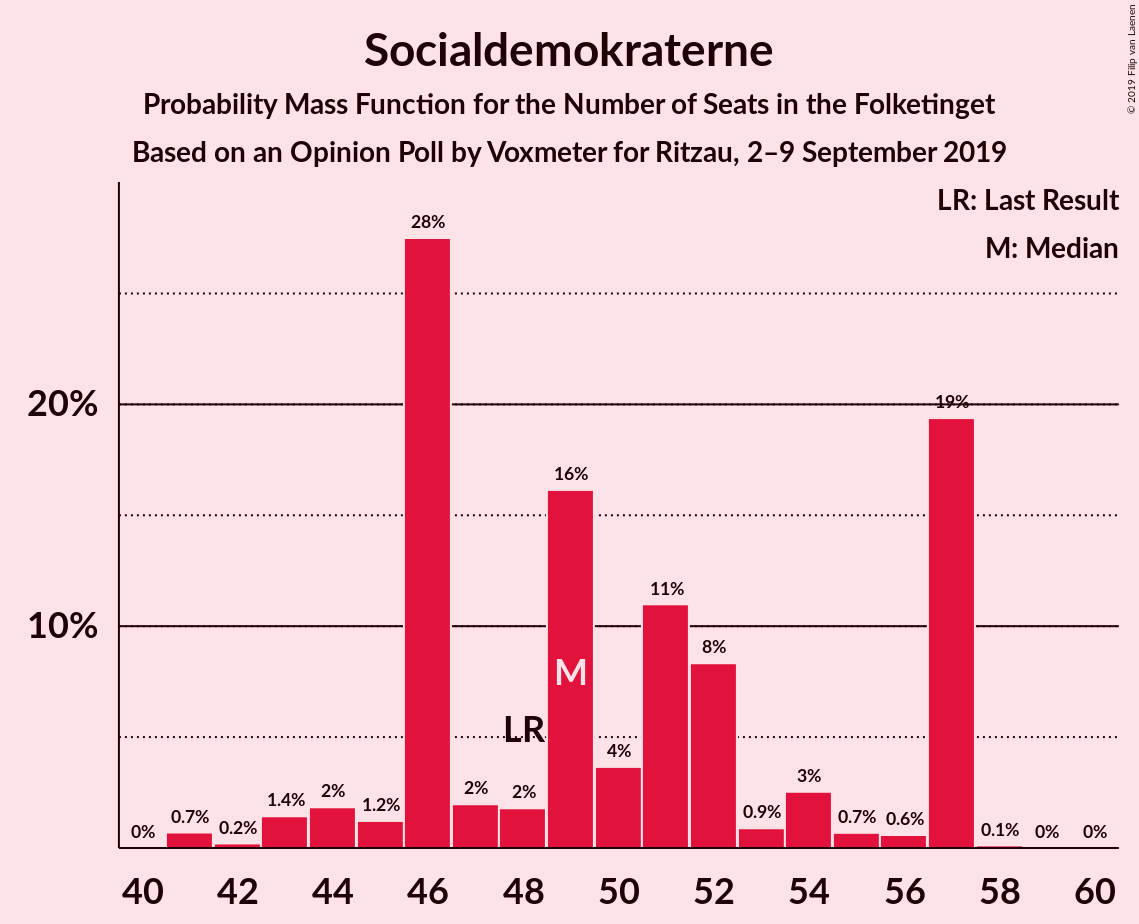 Socialdemokraterne
Probability Mass Function for the Number of Seats in the Folketinget
Based on an Opinion Poll by Voxmeter for Ritzau, 2–9 September 2019
© 2019 Filip van Laenen
LR: Last Result
M: Median
20%
10%
0%
0.7%
0.2%
1.4%
2%
1.2%
28%
2%
2%
16%
4%
11%
8%
0.9%
3%
0.7%
0.6%
19%
0.1%
0%
0%
LR
M
40 42 44 46 48 50 52 54 56 58 60